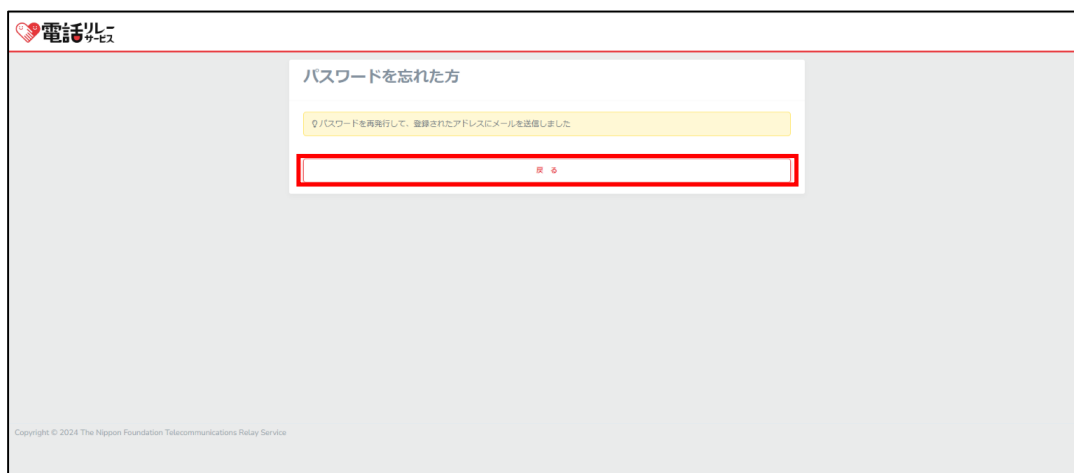 電話リレーサービス
パスワードを忘れた方
パスワードを再発行して、登録されたアドレスにメールを送信しました
戻 る
Copyright © 2024 The Nippon Foundation Telecommunications Relay Service